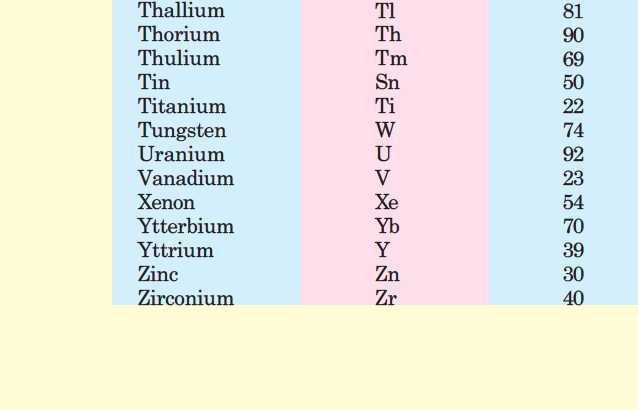 Thallium Tl 81
Thorium Th 90
Thulium Tm 69
Tin Sn 50
Titanium Ti 22
Tungsten W 74
Uranium U 92
Vanadium V 23
Xenon Xe 54
Ytterbium Yb 70
Yttrium Y 39
Zinc Zn 30
Zirconium Zr 40